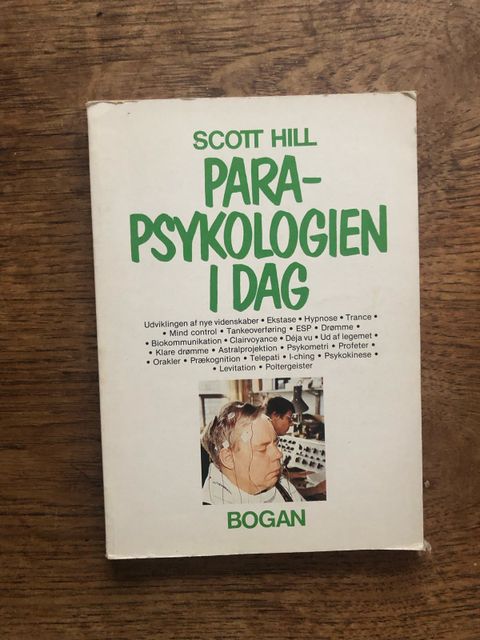 SCOTT HILL
PARA-
PSYKOLOGIEN
I DAG
Udviklingen af nye videnskaber • Ekstase • Hypnose • Trance •
• Mind control • Tankeoverføring • ESP • Drømme •
• Biokommunikation • Clairvoyance • Déja vu • Ud af legemet •
• Klare drømme • Astralprojektion • Psykometri • Profeter •
• Orakler • Prækognition • Telepati • I-ching • Psykokinese •
• Levitation • Poltergeister
BOGAN